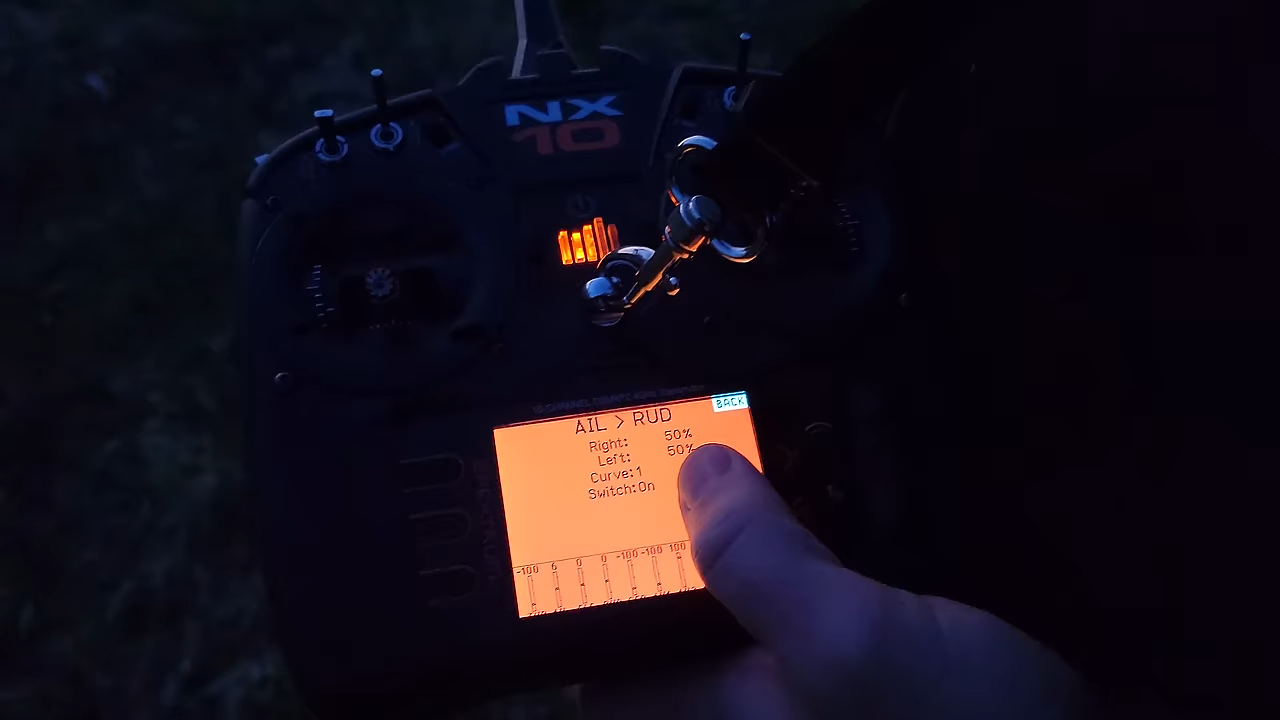 NX
10
BACK
AIL > RUD
Right: 50%
Left: 50%
Curve:1
Switch:On
-100 6 0 0 -100 -100 100